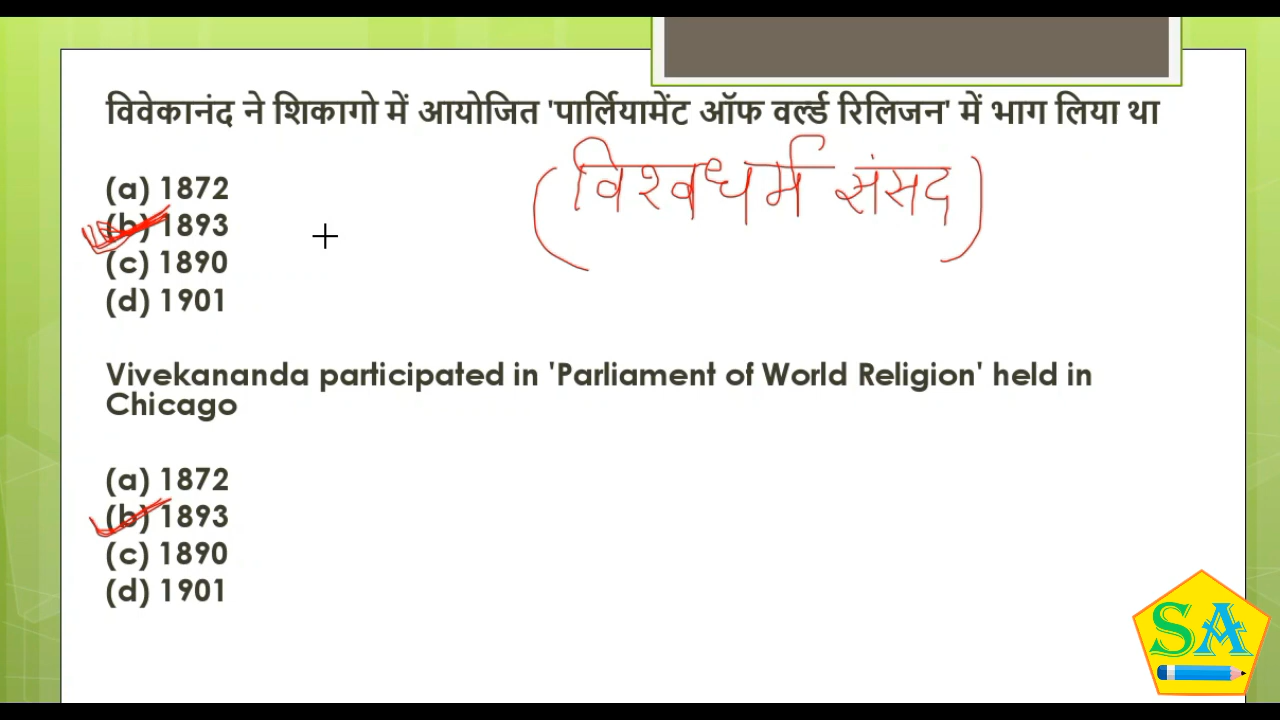 विवेकानंद ने शिकागो में आयोजित 'पार्लियामेंट ऑफ वर्ल्ड रिलिजन' में भाग लिया था
(विश्वधर्म संसद)
(a) 1872
(b) 1893
(c) 1890
(d) 1901
Vivekananda participated in 'Parliament of World Religion' held in
Chicago
(a) 1872
(b) 1893
(c) 1890
(d) 1901
SA